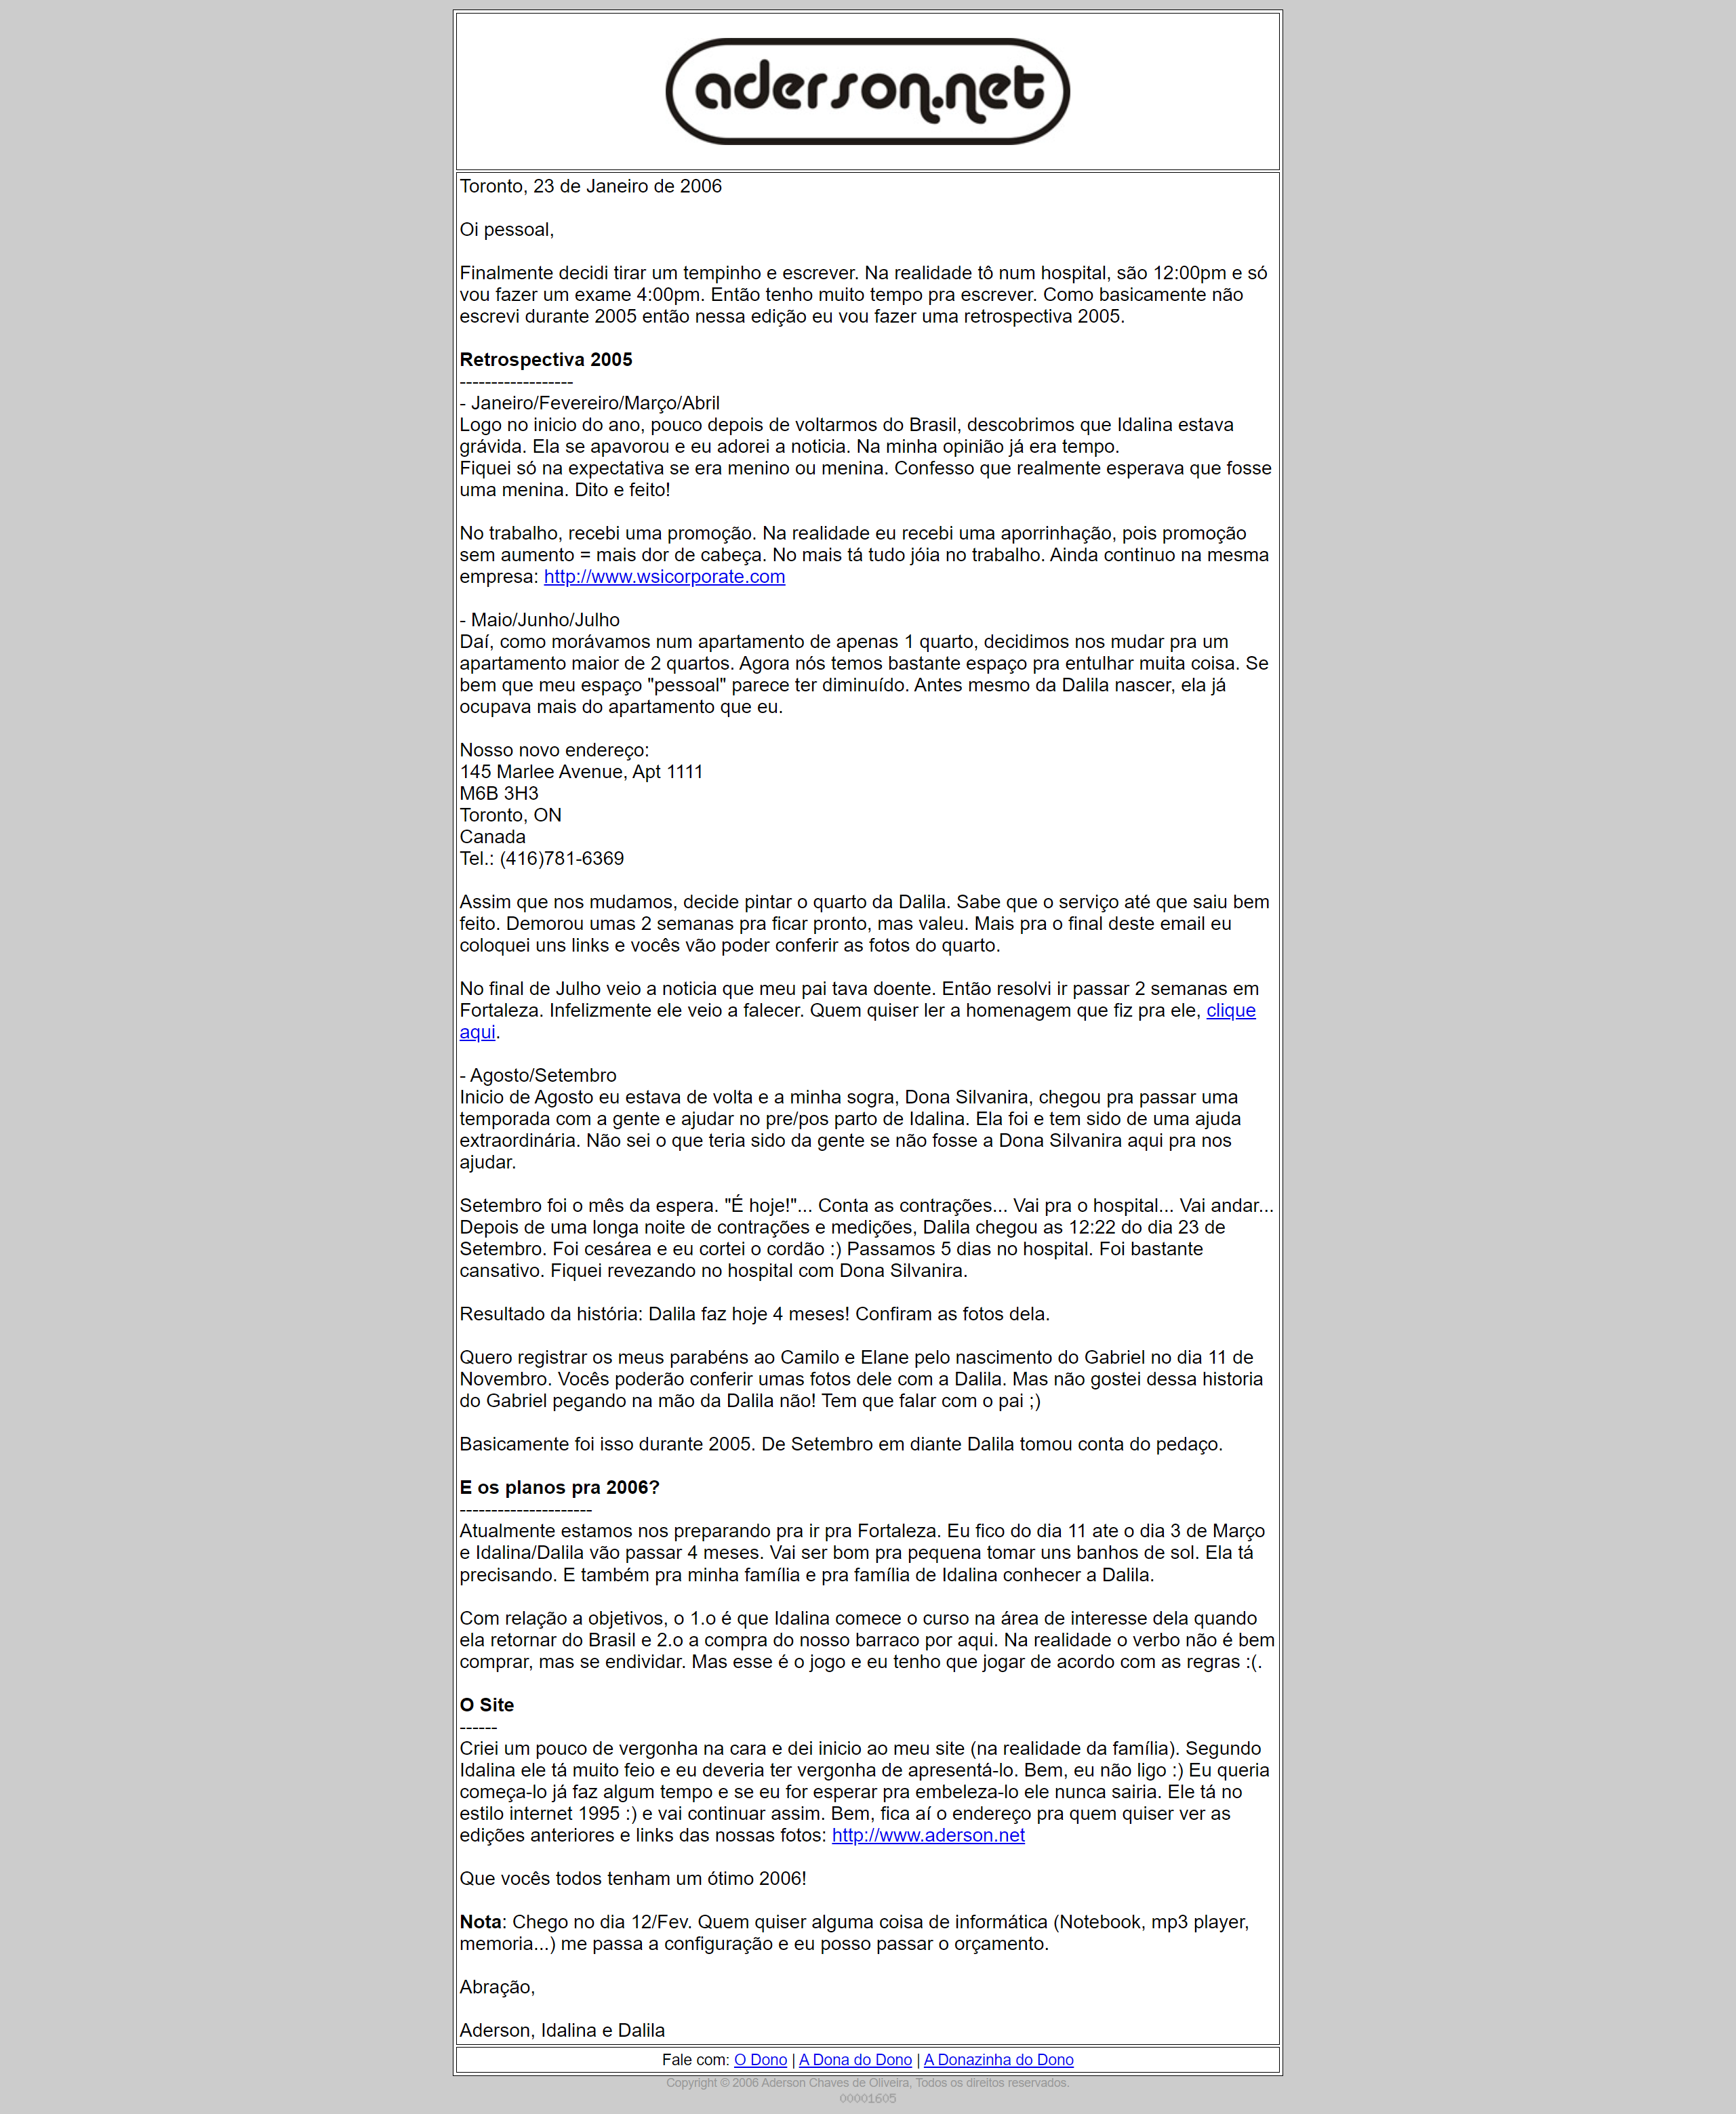 aderson.net
Toronto, 23 de Janeiro de 2006
Oi pessoal,
Finalmente decidi tirar um tempinho e escrever. Na realidade tô num hospital, são 12:00pm e só
vou fazer um exame 4:00pm. Então tenho muito tempo pra escrever. Como basicamente não
escrevi durante 2005 então nessa edição eu vou fazer uma retrospectiva 2005.
Retrospectiva 2005
------------------
- Janeiro/Fevereiro/Março/Abril
Logo no inicio do ano, pouco depois de voltarmos do Brasil, descobrimos que Idalina estava
grávida. Ela se apavorou e eu adorei a noticia. Na minha opinião já era tempo.
Fiquei só na expectativa se era menino ou menina. Confesso que realmente esperava que fosse
uma menina. Dito e feito!
No trabalho, recebi uma promoção. Na realidade eu recebi uma aporrinhação, pois promoção
sem aumento = mais dor de cabeça. No mais tá tudo jóia no trabalho. Ainda continuo na mesma
empresa: http://www.wsicorporate.com
- Maio/Junho/Julho
Daí, como morávamos num apartamento de apenas 1 quarto, decidimos nos mudar pra um
apartamento maior de 2 quartos. Agora nós temos bastante espaço pra entulhar muita coisa. Se
bem que meu espaço "pessoal" parece ter diminuído. Antes mesmo da Dalila nascer, ela já
ocupava mais do apartamento que eu.
Nosso novo endereço:
145 Marlee Avenue, Apt 1111
M6B 3H3
Toronto, ON
Canada
Tel.: (416)781-6369
Assim que nos mudamos, decide pintar o quarto da Dalila. Sabe que o serviço até que saiu bem
feito. Demorou umas 2 semanas pra ficar pronto, mas valeu. Mais pra o final deste email eu
coloquei uns links e vocês vão poder conferir as fotos do quarto.
No final de Julho veio a noticia que meu pai tava doente. Então resolvi ir passar 2 semanas em
Fortaleza. Infelizmente ele veio a falecer. Quem quiser ler a homenagem que fiz pra ele, clique
aqui.
- Agosto/Setembro
Inicio de Agosto eu estava de volta e a minha sogra, Dona Silvanira, chegou pra passar uma
temporada com a gente e ajudar no pre/pos parto de Idalina. Ela foi e tem sido de uma ajuda
extraordinária. Não sei o que teria sido da gente se não fosse a Dona Silvanira aqui pra nos
ajudar.
Setembro foi o mês da espera. "É hoje!"... Conta as contrações... Vai pra o hospital... Vai andar...
Depois de uma longa noite de contrações e medições, Dalila chegou as 12:22 do dia 23 de
Setembro. Foi cesárea e eu cortei o cordão :) Passamos 5 dias no hospital. Foi bastante
cansativo. Fiquei revezando no hospital com Dona Silvanira.
Resultado da história: Dalila faz hoje 4 meses! Confiram as fotos dela.
Quero registrar os meus parabéns ao Camilo e Elane pelo nascimento do Gabriel no dia 11 de
Novembro. Vocês poderão conferir umas fotos dele com a Dalila. Mas não gostei dessa historia
do Gabriel pegando na mão da Dalila não! Tem que falar com o pai ;)
Basicamente foi isso durante 2005. De Setembro em diante Dalila tomou conta do pedaço.
E os planos pra 2006?
---------------------
Atualmente estamos nos preparando pra ir pra Fortaleza. Eu fico do dia 11 ate o dia 3 de Março
e Idalina/Dalila vão passar 4 meses. Vai ser bom pra pequena tomar uns banhos de sol. Ela tá
precisando. E também pra minha família e pra família de Idalina conhecer a Dalila.
Com relação a objetivos, o 1.o é que Idalina comece o curso na área de interesse dela quando
ela retornar do Brasil e 2.o a compra do nosso barraco por aqui. Na realidade o verbo não é bem
comprar, mas se endividar. Mas esse é o jogo e eu tenho que jogar de acordo com as regras :(.
O Site
------
Criei um pouco de vergonha na cara e dei inicio ao meu site (na realidade da família). Segundo
Idalina ele tá muito feio e eu deveria ter vergonha de apresentá-lo. Bem, eu não ligo :) Eu queria
começa-lo já faz algum tempo e se eu for esperar pra embeleza-lo ele nunca sairia. Ele tá no
estilo internet 1995 :) e vai continuar assim. Bem, fica aí o endereço pra quem quiser ver as
edições anteriores e links das nossas fotos: http://www.aderson.net
Que vocês todos tenham um ótimo 2006!
Nota: Chego no dia 12/Fev. Quem quiser alguma coisa de informática (Notebook, mp3 player,
memoria...) me passa a configuração e eu posso passar o orçamento.
Abração,
Aderson, Idalina e Dalila
Fale com: O Dono | A Dona do Dono | A Donazinha do Dono
Copyright © 2006 Aderson Chaves de Oliveira, Todos os direitos reservados.
00001605